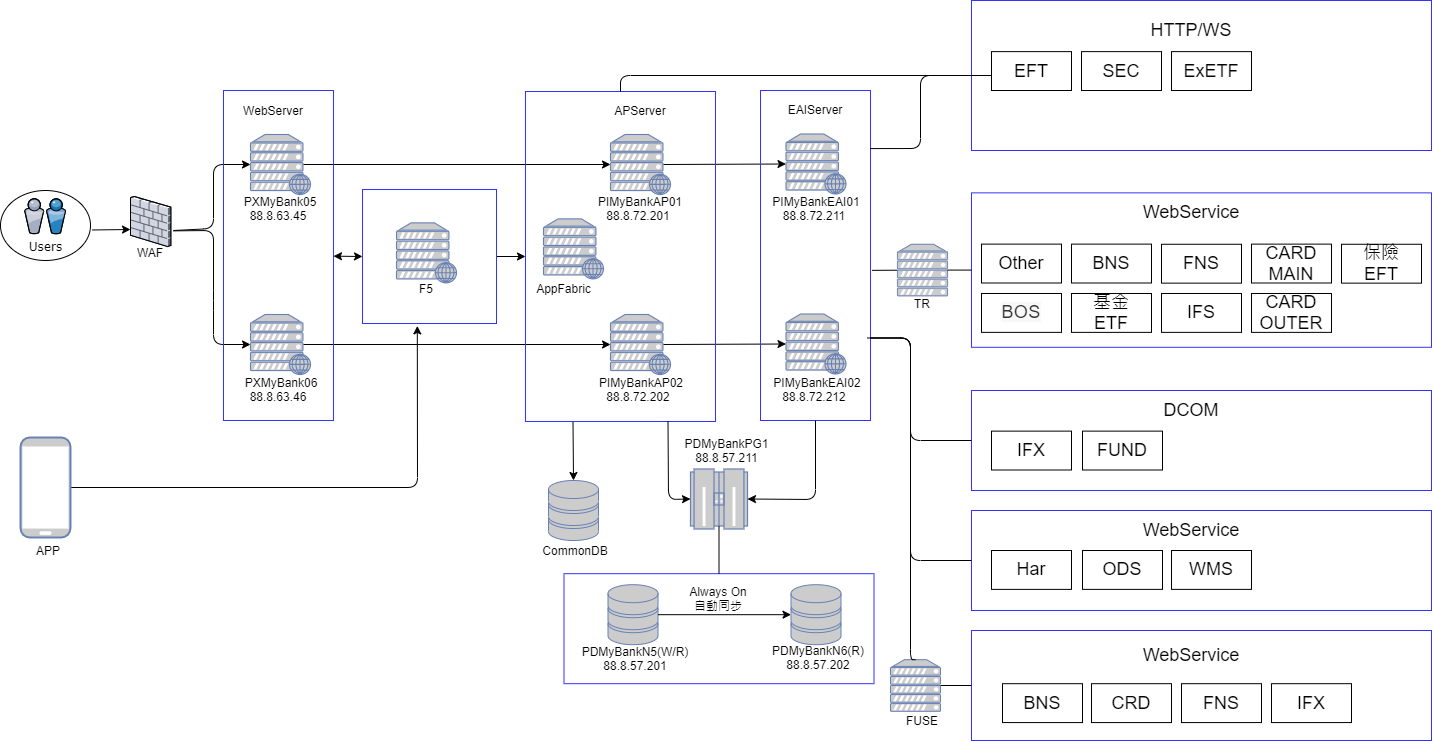 HTTP/WS
EFT
SEC
ExETF
WebServer
APServer
EAIServer
PXMyBank05
88.8.63.45
PIMyBankAP01
88.8.72.201
PIMyBankEAI01
88.8.72.211
Users
WAF
F5
AppFabric
TR
WebService
Other
BNS
FNS
CARD
MAIN
保險
EFT
BOS
基金
ETF
IFS
CARD
OUTER
PXMyBank06
88.8.63.46
PIMyBankAP02
88.8.72.202
PIMyBankEAI02
88.8.72.212
DCOM
IFX
FUND
APP
CommonDB
PDMyBankPG1
88.8.57.211
WebService
Har
ODS
WMS
Always On
自動同步
PDMyBankN5(W/R)
88.8.57.201
PDMyBankN6(R)
88.8.57.202
FUSE
WebService
BNS
CRD
FNS
IFX